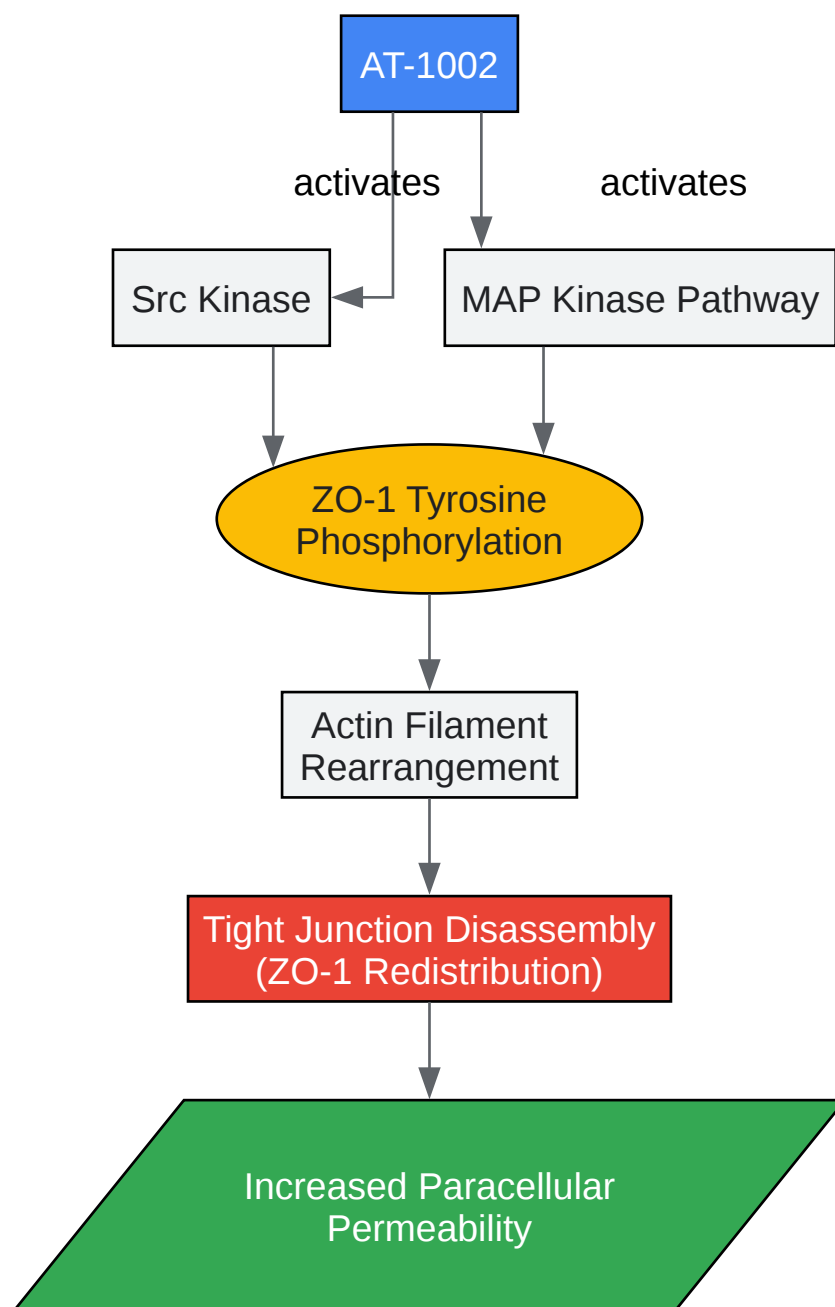 AT-1002
activates
activates
Src Kinase
MAP Kinase Pathway
ZO-1 Tyrosine
Phosphorylation
Actin Filament
Rearrangement
Tight Junction Disassembly
(ZO-1 Redistribution)
Increased Paracellular
Permeability